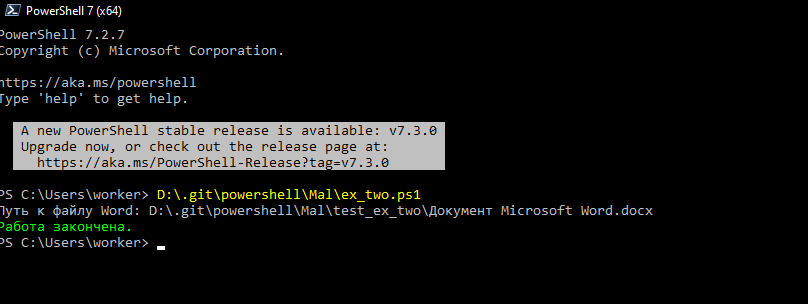 PowerShell 7 (x64)
PowerShell 7.2.7
Copyright (c) Microsoft Corporation.
https://aka.ms/powershell
Type 'help' to get help.
A new PowerShell stable release is available: v7.3.0
Upgrade now, or check out the release page at:
https://aka.ms/PowerShell-Release?tag=v7.3.0
PS C:\Users\worker> D:\.git\powershell\Mal\ex_two.ps1
Путь к файлу Word: D:\.git\powershell\Mal\test_ex_two\Документ Microsoft Word.docx
Работа закончена.
PS C:\Users\worker>